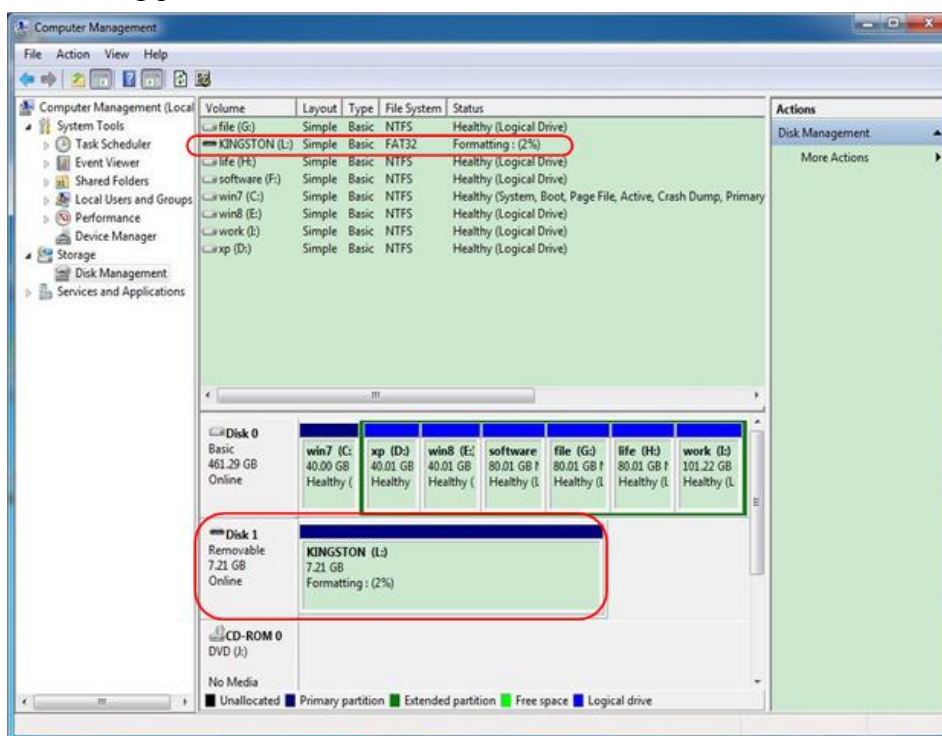 Computer Management
File Action View Help
Computer Management (Local
System Tools
Task Scheduler
Event Viewer
Shared Folders
Local Users and Groups
Performance
Device Manager
Storage
Disk Management
Services and Applications
Volume Layout Type File System Status
file (G:) Simple Basic NTFS Healthy (Logical Drive)
KINGSTON (L:) Simple Basic FAT32 Formatting : (2%)
life (H:) Simple Basic NTFS Healthy (Logical Drive)
software (F:) Simple Basic NTFS Healthy (Logical Drive)
win7 (C:) Simple Basic NTFS Healthy (System, Boot, Page File, Active, Crash Dump, Primary
win8 (E:) Simple Basic NTFS Healthy (Logical Drive)
work (I:) Simple Basic NTFS Healthy (Logical Drive)
xp (D:) Simple Basic NTFS Healthy (Logical Drive)
Actions
Disk Management
More Actions
Disk 0
Basic
461.29 GB
Online
win7 (C: xp (D:) win8 (E: software file (G:) life (H:) work (I:)
40.00 GB 40.01 GB 40.01 GB 80.01 GB 80.01 GB 80.01 GB 101.22 GB
Healthy ( Healthy Healthy ( Healthy (L Healthy (L Healthy (L Healthy (L
Disk 1
Removable
7.21 GB
Online
KINGSTON (L:)
7.21 GB
Formatting : (2%)
CD-ROM 0
DVD (J:)
No Media
Unallocated Primary partition Extended partition Free space Logical drive